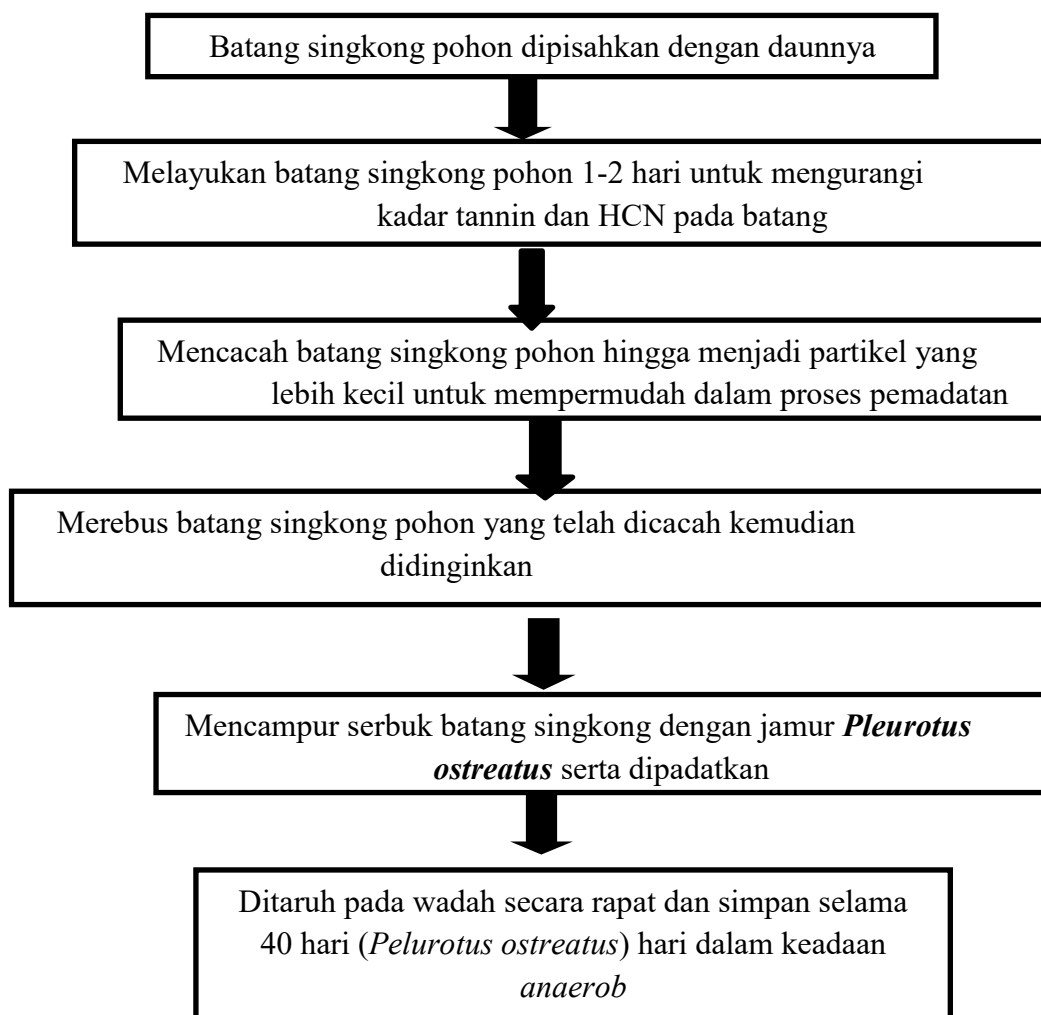 Batang singkong pohon dipisahkan dengan daunnya
Melayukan batang singkong pohon 1-2 hari untuk mengurangi
kadar tannin dan HCN pada batang
Mencacah batang singkong pohon hingga menjadi partikel yang
lebih kecil untuk mempermudah dalam proses pemadatan
Merebus batang singkong pohon yang telah dicacah kemudian
didinginkan
Mencampur serbuk batang singkong dengan jamur Pleurotus
ostreatus serta dipadatkan
Ditaruh pada wadah secara rapat dan simpan selama
40 hari (Pelurotus ostreatus) hari dalam keadaan
anaerob